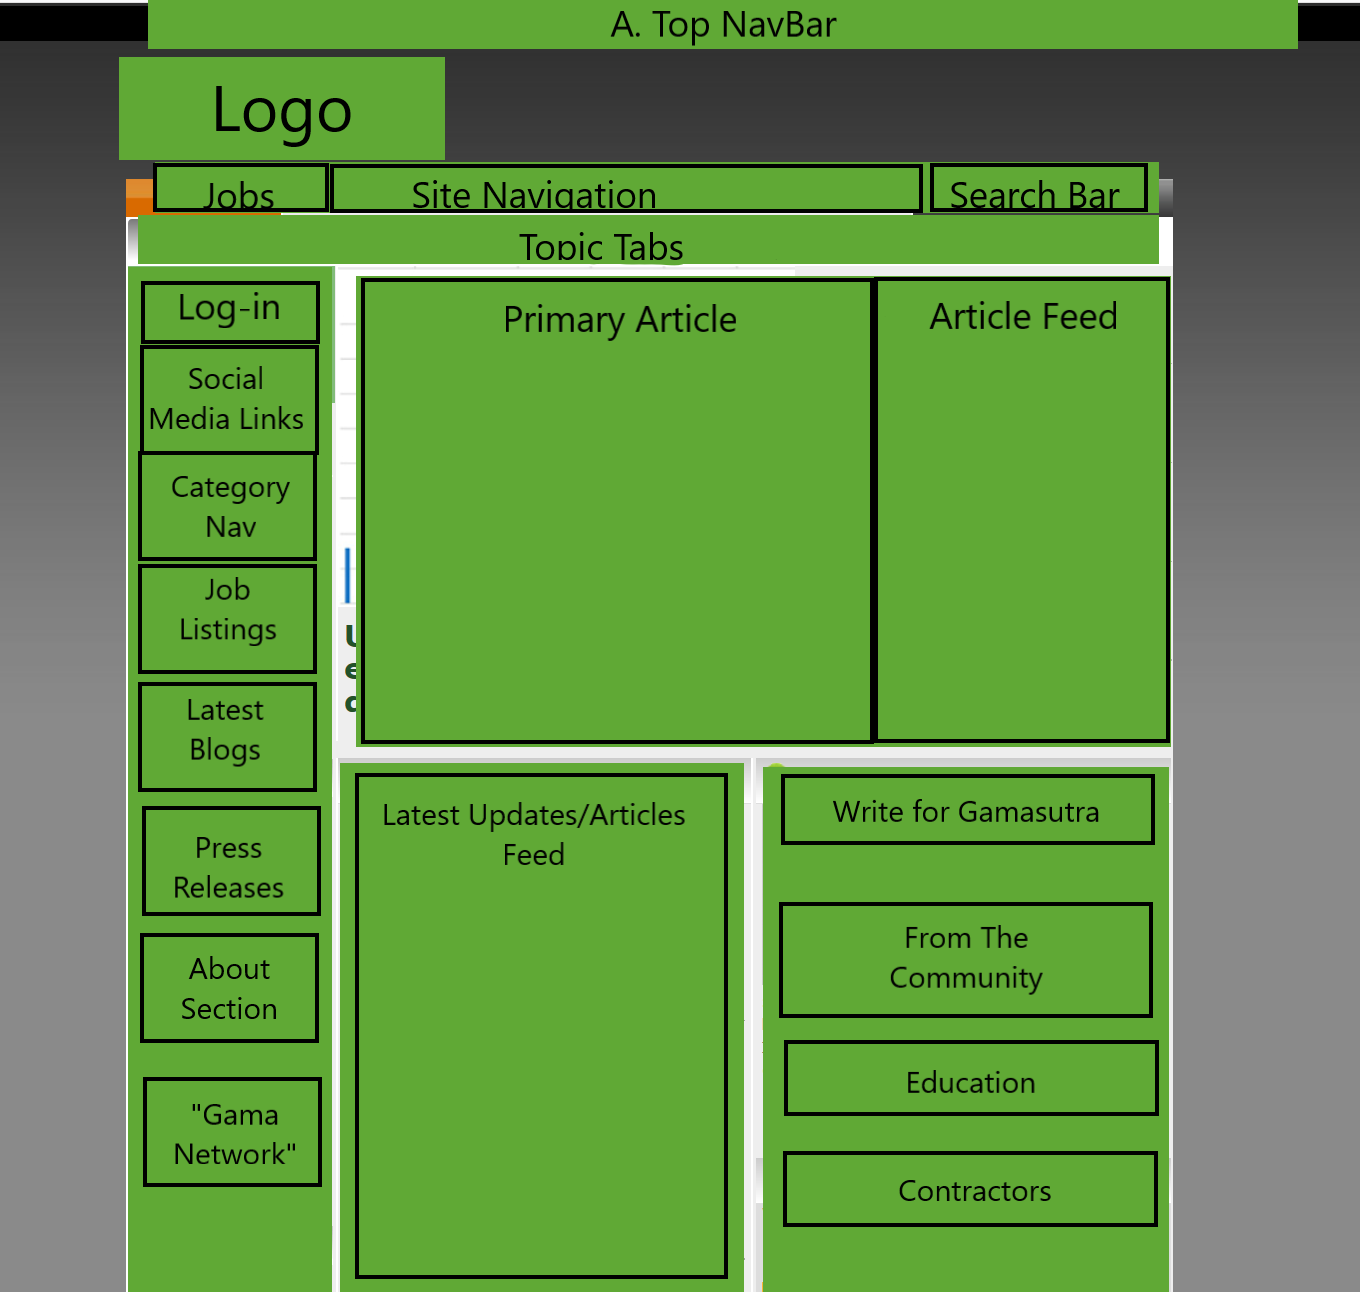 A. Top NavBar
Logo
Jobs
Site Navigation
Search Bar
Topic Tabs
Log-in
Social
Media Links
Category
Nav
Job
Listings
Latest
Blogs
Press
Releases
About
Section
"Gama
Network"
Primary Article
Article Feed
Latest Updates/Articles
Feed
Write for Gamasutra
From The
Community
Education
Contractors